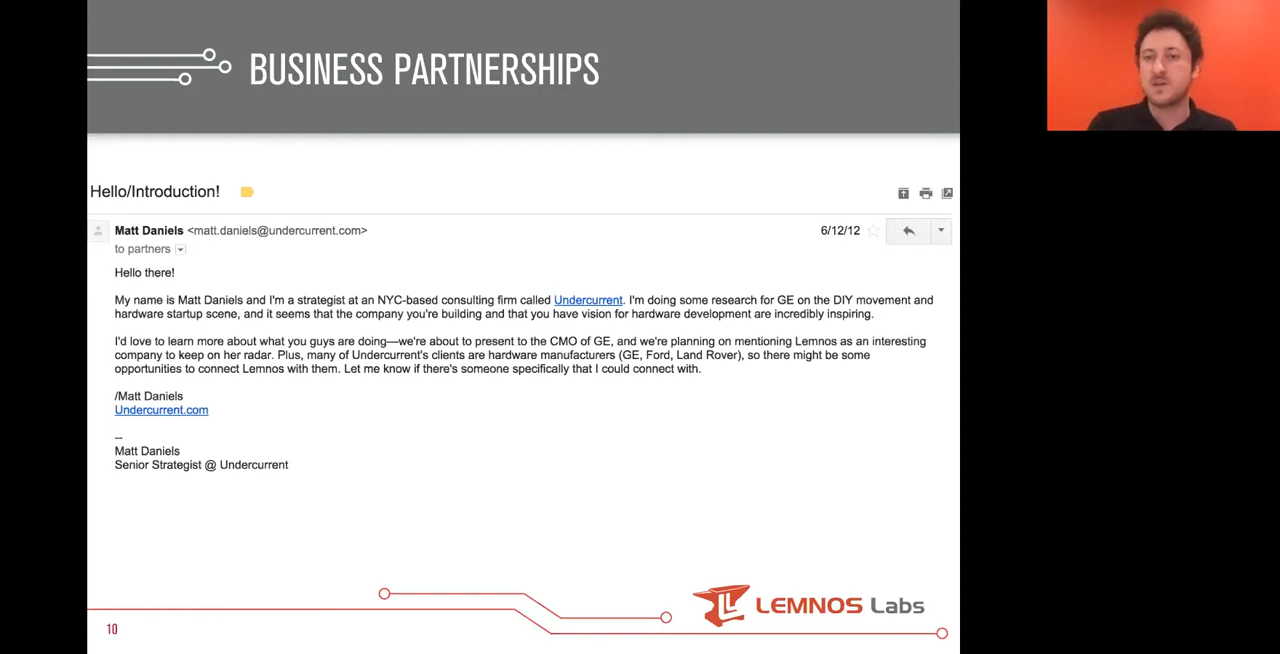 BUSINESS PARTNERSHIPS
Hello/Introduction!
Matt Daniels <matt.daniels@undercurrent.com>
6/12/12
to partners
Hello there!
My name is Matt Daniels and I'm a strategist at an NYC-based consulting firm called Undercurrent. I'm doing some research for GE on the DIY movement and
hardware startup scene, and it seems that the company you're building and that you have vision for hardware development are incredibly inspiring.
I'd love to learn more about what you guys are doing—we're about to present to the CMO of GE, and we're planning on mentioning Lemnos as an interesting
company to keep on her radar. Plus, many of Undercurrent's clients are hardware manufacturers (GE, Ford, Land Rover), so there might be some
opportunities to connect Lemnos with them. Let me know if there's someone specifically that I could connect with.
/Matt Daniels
Undercurrent.com
--
Matt Daniels
Senior Strategist @ Undercurrent
LEMNOS Labs
10